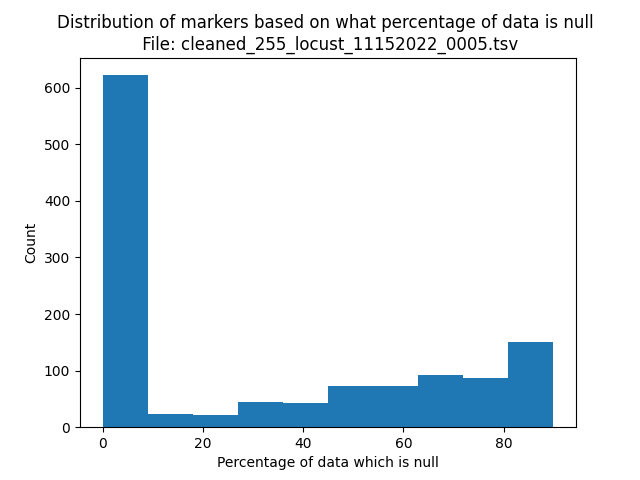 Distribution of markers based on what percentage of data is null
File: cleaned_255_locust_11152022_0005.tsv
600
500
400
300
200
100
0
Count
0 20 40 60 80
Percentage of data which is null